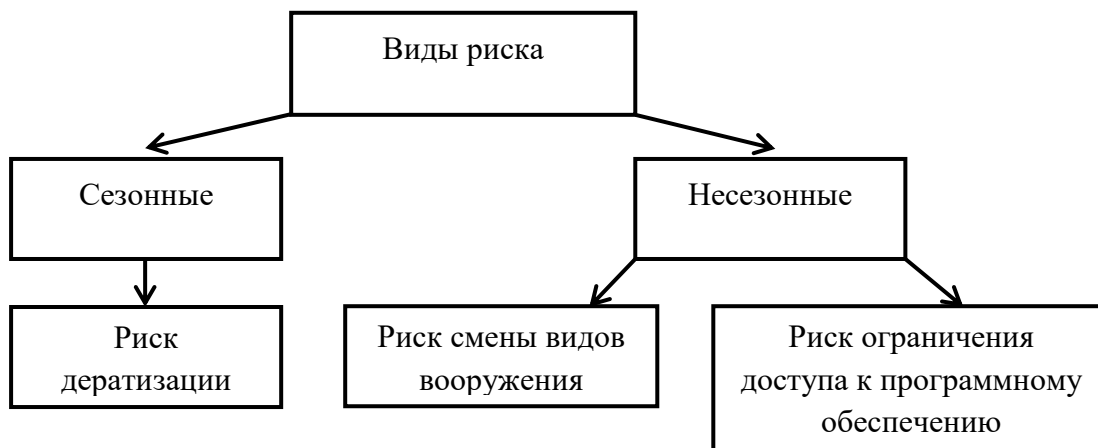 Виды риска
Сезонные
Несезонные
Риск
дератизации
Риск смены видов
вооружения
Риск ограничения
доступа к программному
обеспечению